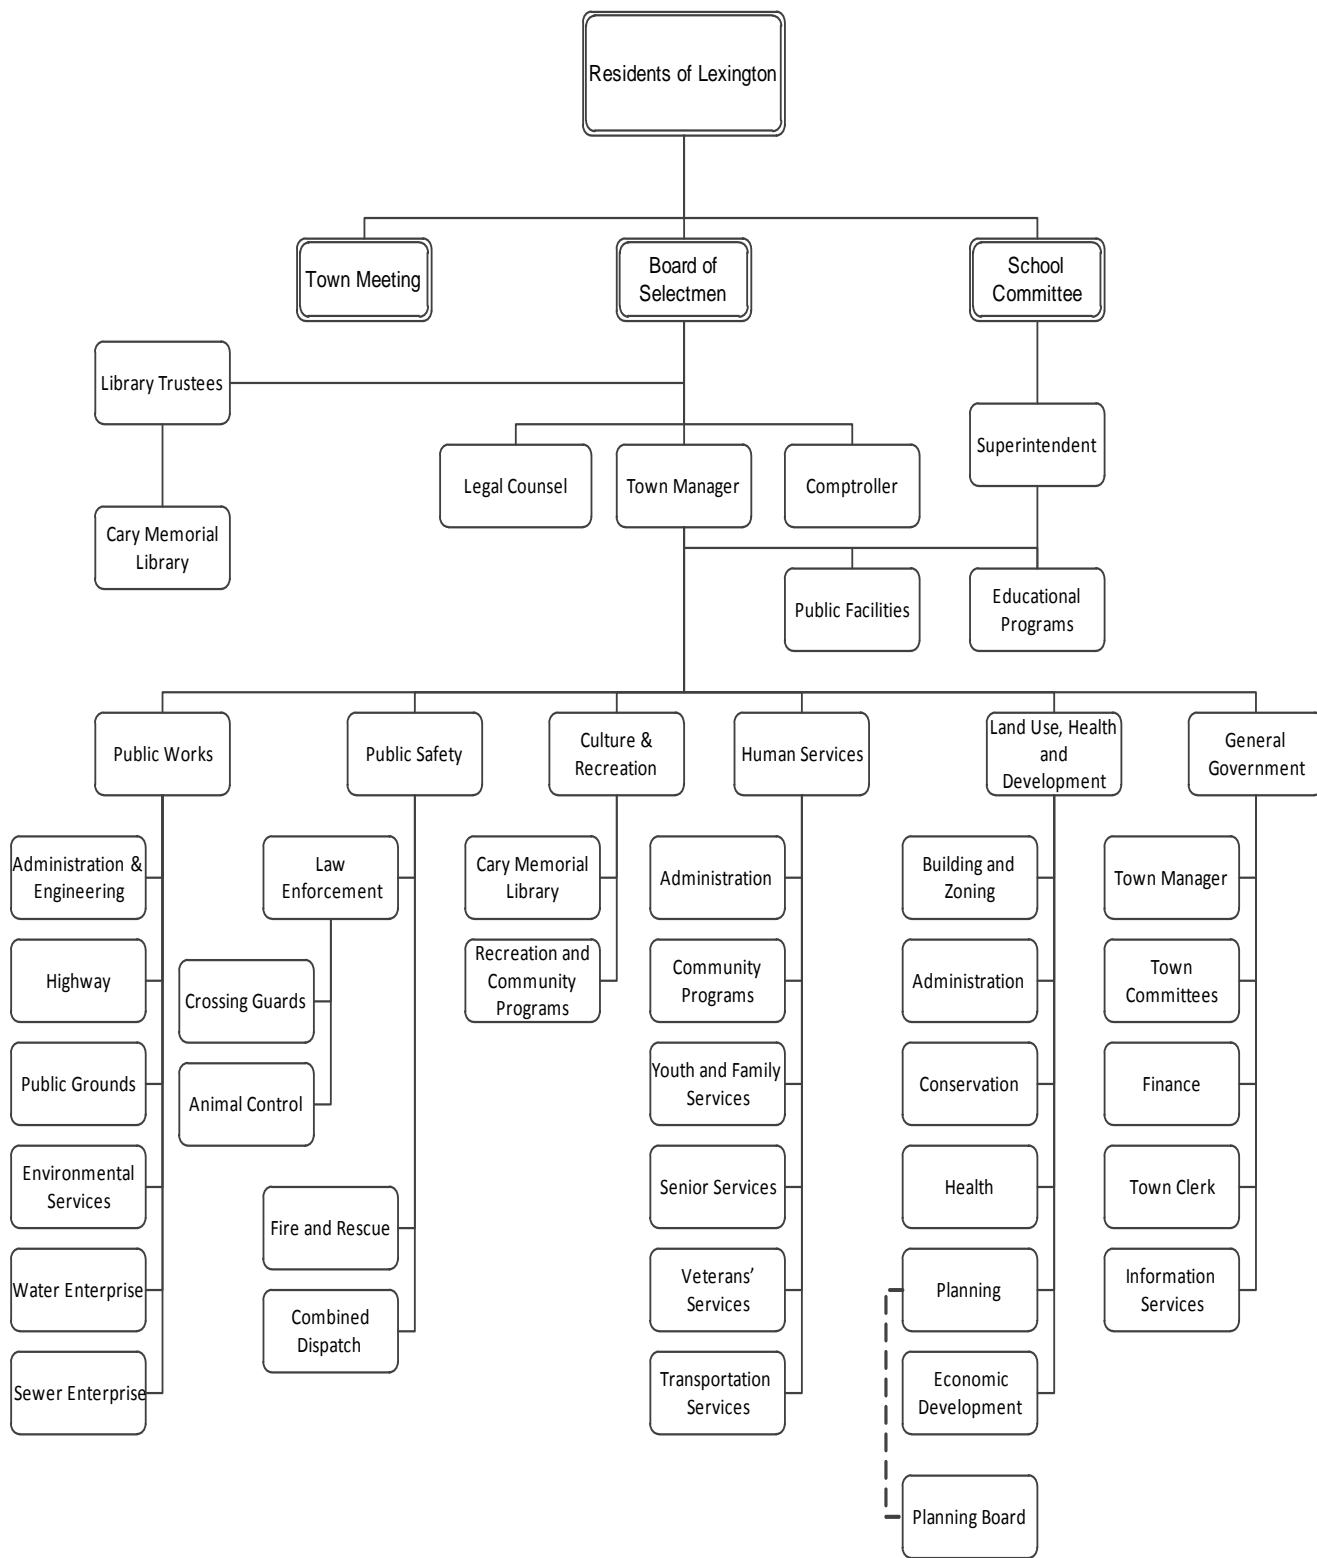 Residents of Lexington
Town Meeting
Board of
Selectmen
School
Committee
Library Trustees
Superintendent
Legal Counsel
Town Manager
Comptroller
Cary Memorial
Library
Public Facilities
Educational
Programs
Public Works
Public Safety
Culture &
Recreation
Human Services
Land Use, Health
and
Development
General
Government
Administration &
Engineering
Highway
Public Grounds
Environmental
Services
Water Enterprise
Sewer Enterprise
Law
Enforcement
Crossing Guards
Animal Control
Fire and Rescue
Combined
Dispatch
Cary Memorial
Library
Recreation and
Community
Programs
Administration
Community
Programs
Youth and Family
Services
Senior Services
Veterans’
Services
Transportation
Services
Building and
Zoning
Administration
Conservation
Health
Planning
Economic
Development
Planning Board
Town Manager
Town
Committees
Finance
Town Clerk
Information
Services